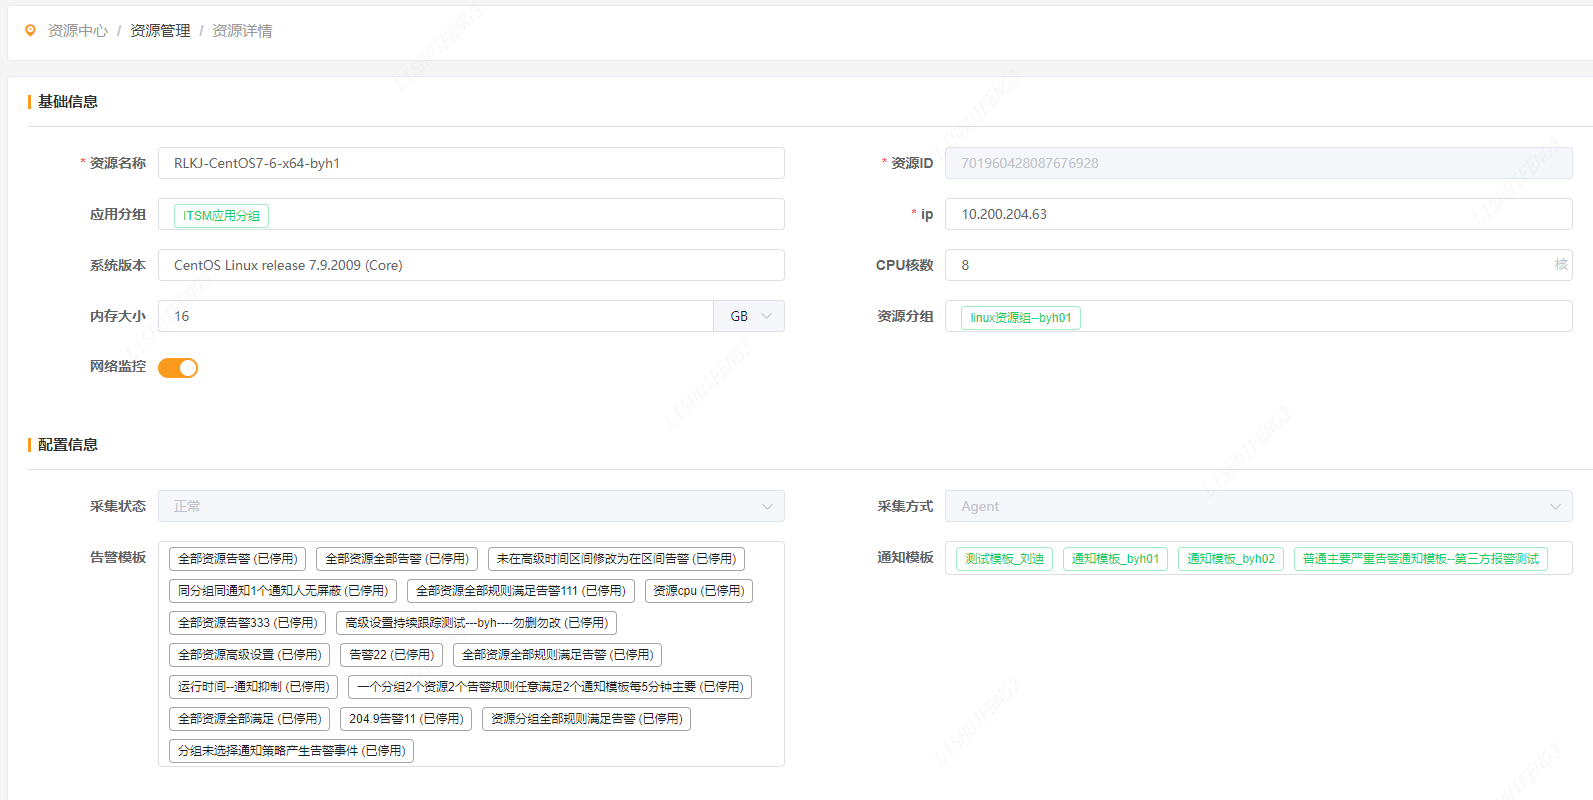 资源中心 / 资源管理 / 资源详情
基础信息
* 资源名称 RLKJ-CentOS7-6-x64-byh1 * 资源ID 701960428087676928
应用分组 ITSM应用分组 * ip 10.200.204.63
系统版本 CentOS Linux release 7.9.2009 (Core) CPU核数 8 核
内存大小 16 GB 资源分组 linux资源组--byh01
网络监控
配置信息
采集状态 正常 采集方式 Agent
告警模板 全部资源告警 (已停用) 全部资源全部告警 (已停用) 未在高级时间区间修改为在区间告警 (已停用) 通知模板 测试模板_刘迪 通知模板_byh01 通知模板_byh02 普通主要严重告警通知模板--第三方报警测试
同分组同通知1个通知人无屏蔽 (已停用) 全部资源全部规则满足告警111 (已停用) 资源cpu (已停用)
全部资源告警333 (已停用) 高级设置持续跟踪测试---byh----勿删勿改 (已停用)
全部资源高级设置 (已停用) 告警22 (已停用) 全部资源全部规则满足告警 (已停用)
运行时间--通知抑制 (已停用) 一个分组2个资源2个告警规则任意满足2个通知模板每5分钟主要 (已停用)
全部资源全部满足 (已停用) 204.9告警11 (已停用) 资源分组全部规则满足告警 (已停用)
分组未选择通知策略产生告警事件 (已停用)
LISHUIFENG3
LISHUIFENG3
LISHUIFENG3
LISHUIFENG3
LISHUIFENG3
LISHUIFENG3
LISHUIFENG3
LISHUIFENG3